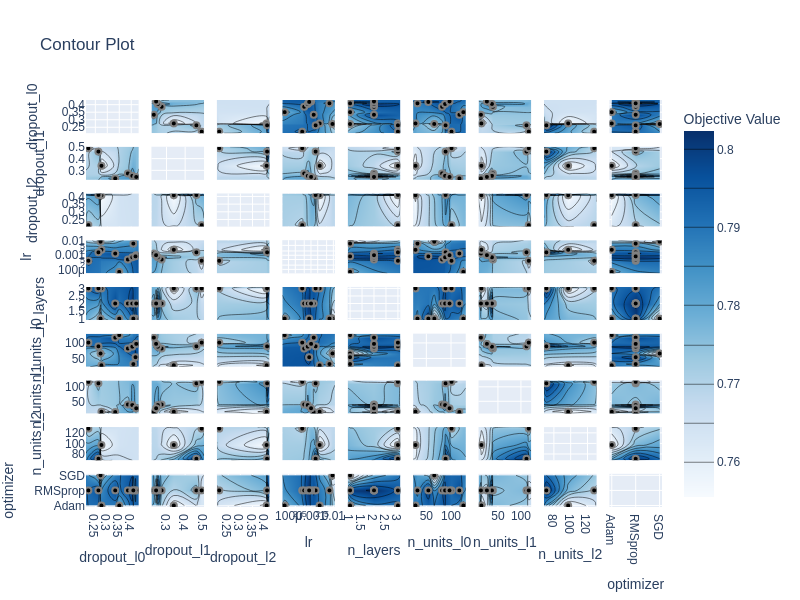 Contour Plot
Objective Value
0.8
0.79
0.78
0.77
0.76
dropout_l0
0.4
0.35
0.3
0.25
dropout_l1
0.5
0.4
0.3
dropout_l2
0.4
0.35
0.3
0.25
lr
0.01
0.001
100μ
n_layers
3
2.5
2
1.5
1
n_units_l0
100
50
n_units_l1
100
50
n_units_l2
120
100
80
optimizer
SGD
RMSprop
Adam
0.25 0.3 0.35 0.4
0.3 0.4 0.5
0.25 0.3 0.35 0.4
100μ 0.001 0.01
1 1.5 2 2.5 3
50 100
50 100
80 100 120
Adam RMSprop SGD
dropout_l0 dropout_l1 dropout_l2 lr n_layers n_units_l0 n_units_l1 n_units_l2 optimizer